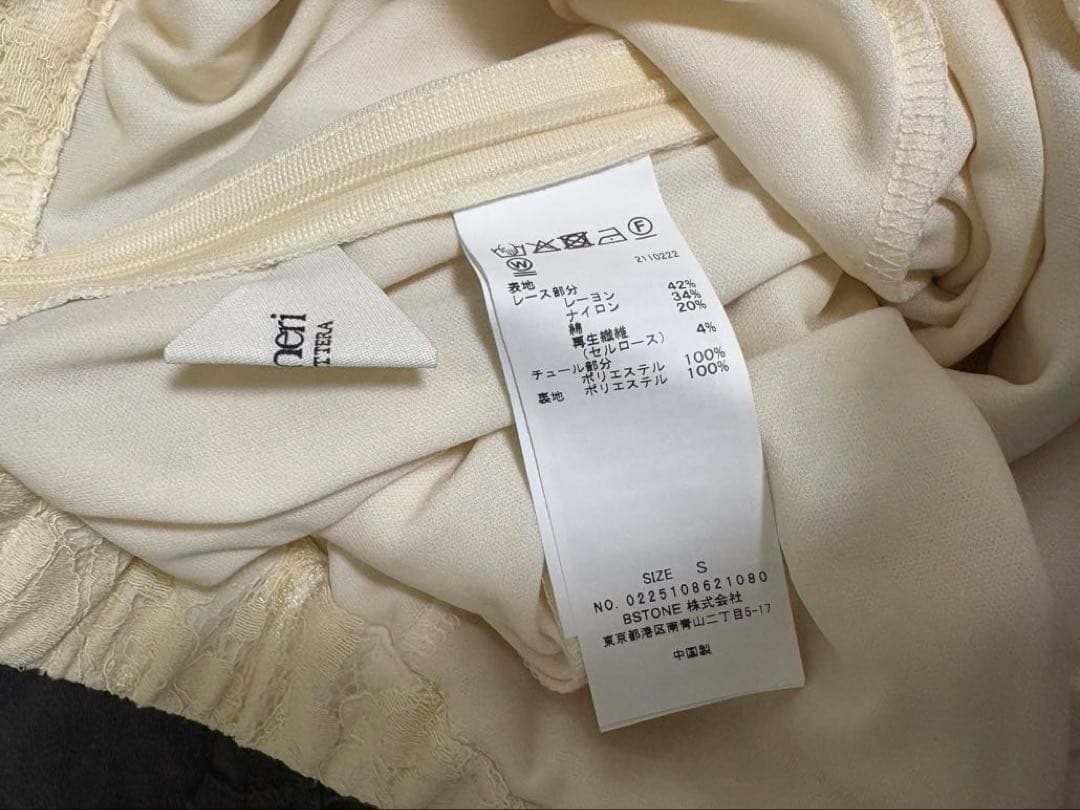 neri
TTERA
F
W
2110222
表地
レース部分
レーヨン 42%
ナイロン 34%
綿 20%
再生繊維
(セルロース) 4%
チュール部分
ポリエステル 100%
裏地 ポリエステル 100%
SIZE S
NO. 0225108621080
BSTONE 株式会社
東京都港区南青山二丁目5-17
中国製